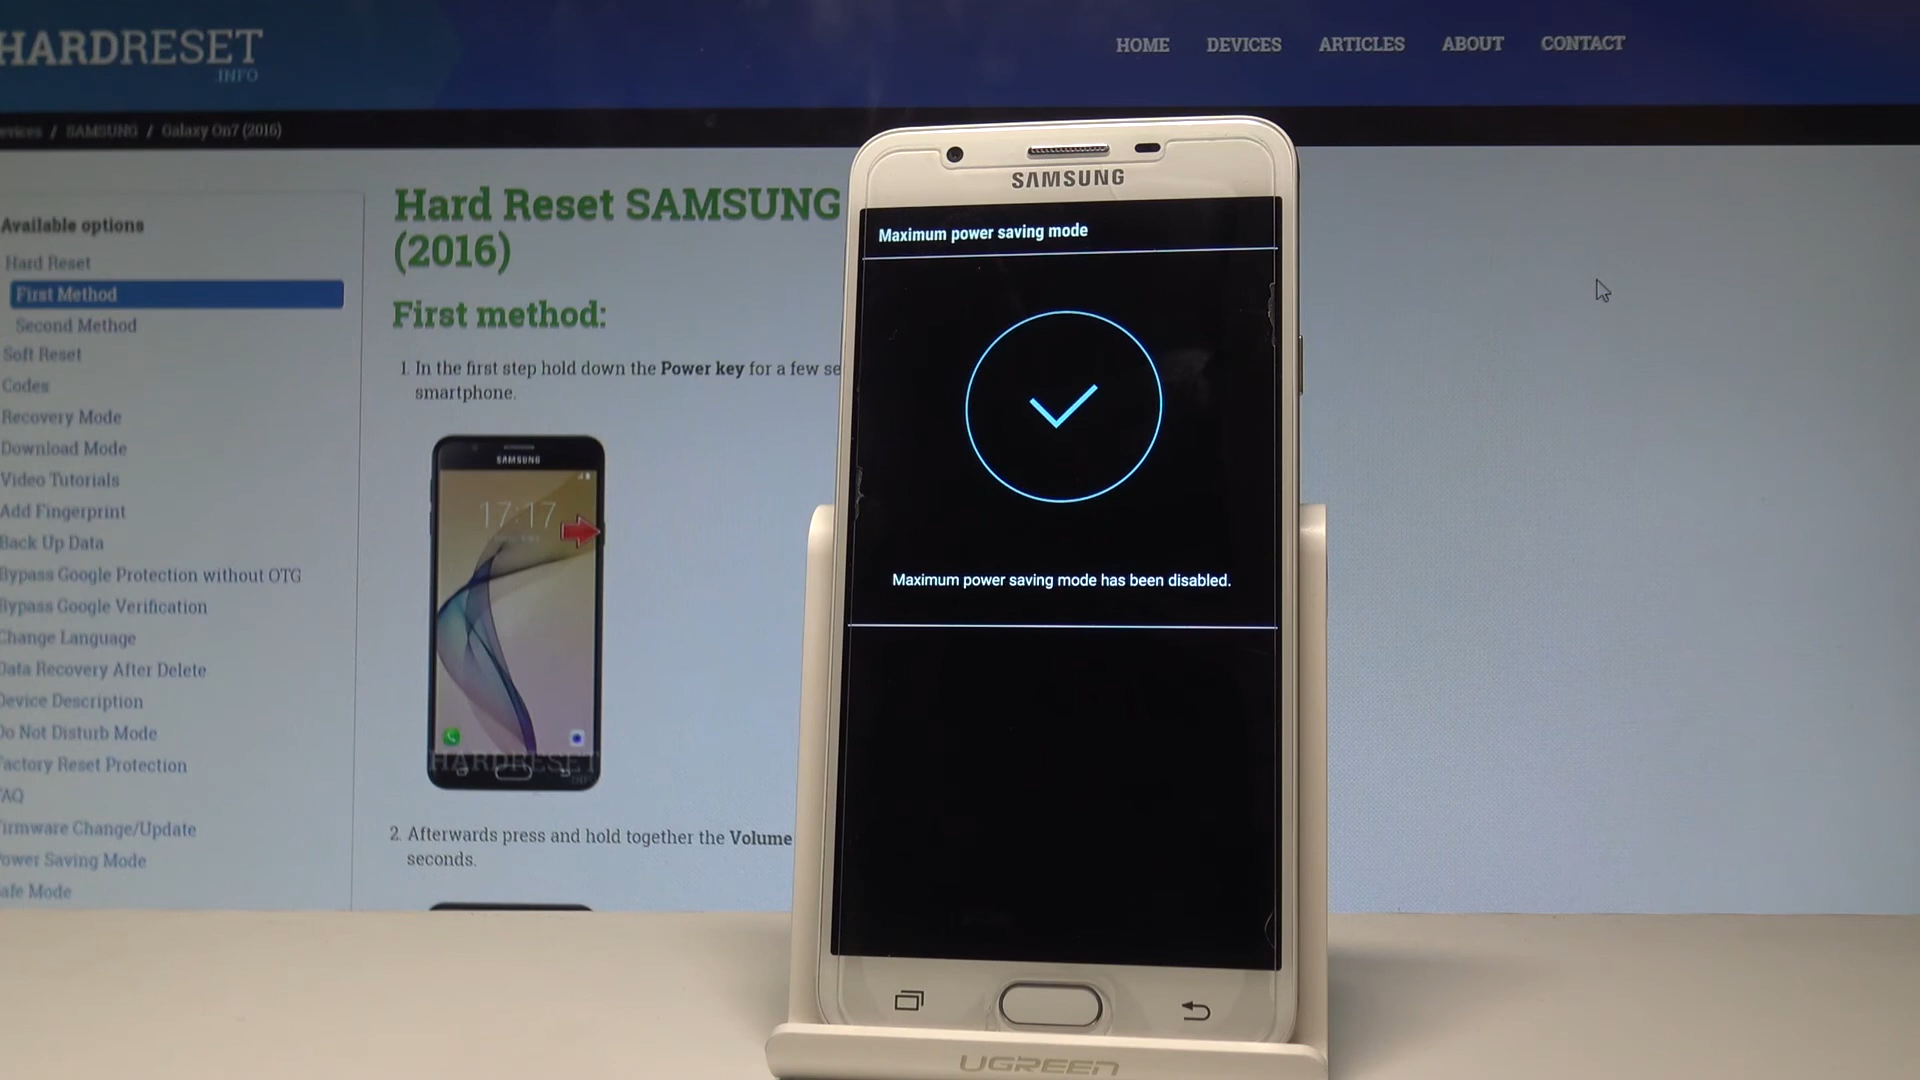 HARDRESET
.INFO
HOME DEVICES ARTICLES ABOUT CONTACT
/ SAMSUNG / Galaxy On7 (2016)
Available options
Hard Reset
First Method
Second Method
Soft Reset
Codes
Recovery Mode
Download Mode
Video Tutorials
Add Fingerprint
Back Up Data
Bypass Google Protection without OTG
Bypass Google Verification
Change Language
Data Recovery After Delete
Device Description
Do Not Disturb Mode
Factory Reset Protection
FAQ
Firmware Change/Update
Power Saving Mode
Safe Mode
Hard Reset SAMSUNG
(2016)
First method:
1. In the first step hold down the Power key for a few se
smartphone.
SAMSUNG
17:17
HARDRESET
2. Afterwards press and hold together the Volume
seconds.
SAMSUNG
Maximum power saving mode
Maximum power saving mode has been disabled.
UGREEN